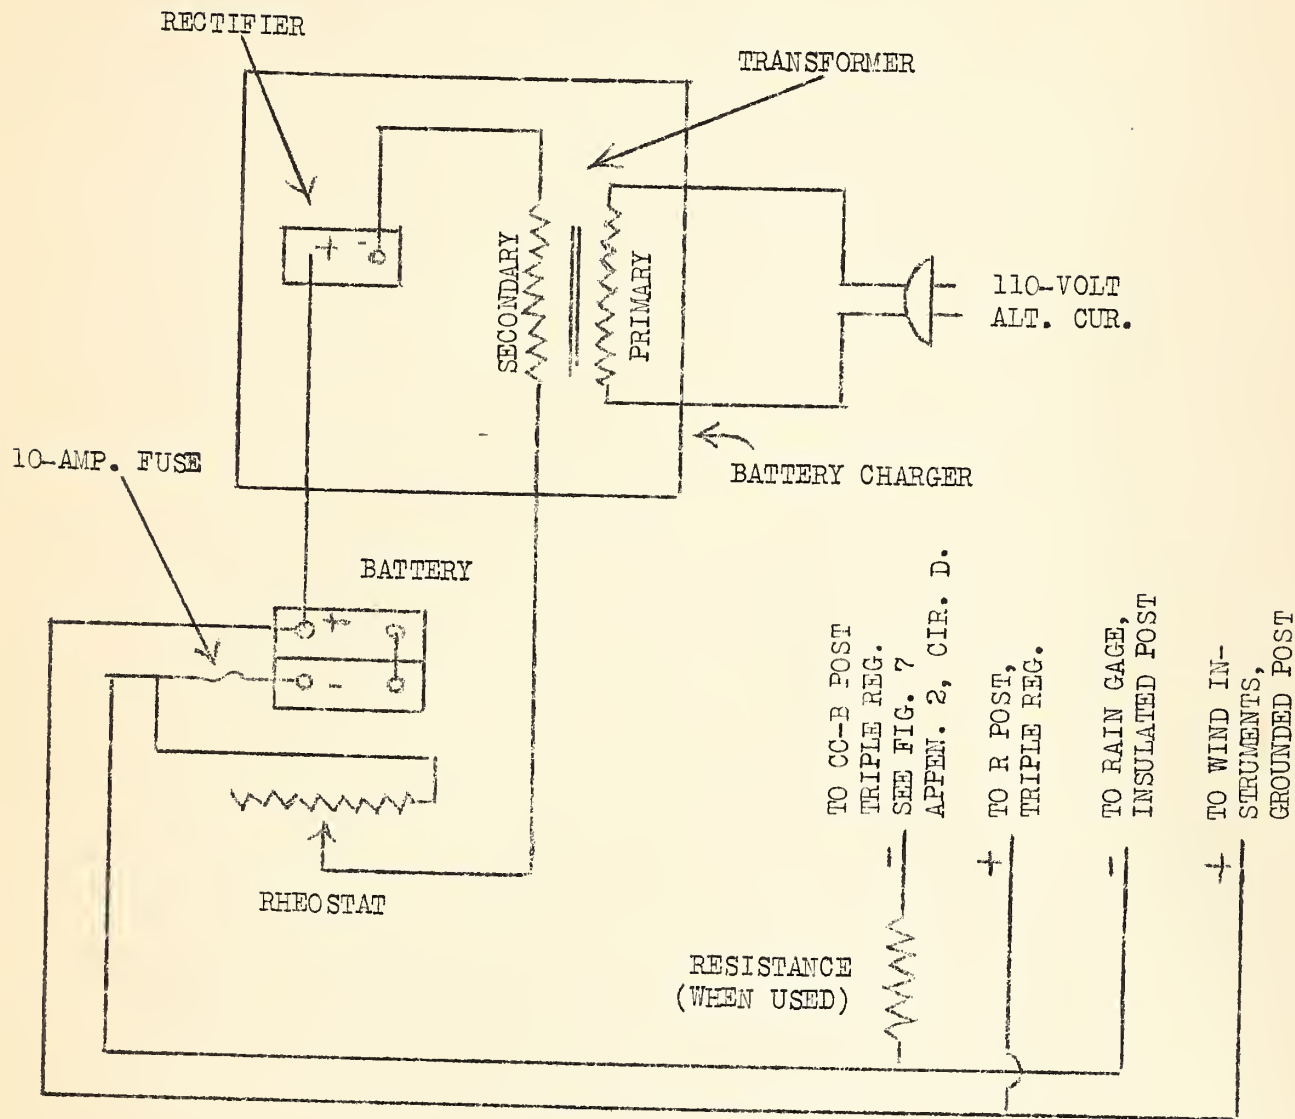 RECTIFIER
TRANSFORMER
+ -
SECONDARY
PRIMARY
110-VOLT
ALT. CUR.
10-AMP. FUSE
BATTERY CHARGER
BATTERY
+
-
RHEOSTAT
TO CC-B POST
TRIPLE REG.
SEE FIG. 7
APPEN. 2, CIR. D.
-
TO R POST,
TRIPLE REG.
+
TO RAIN GAGE,
INSULATED POST
-
TO WIND IN-
STRUMENTS,
GROUNDED POST
+
RESISTANCE
(WHEN USED)